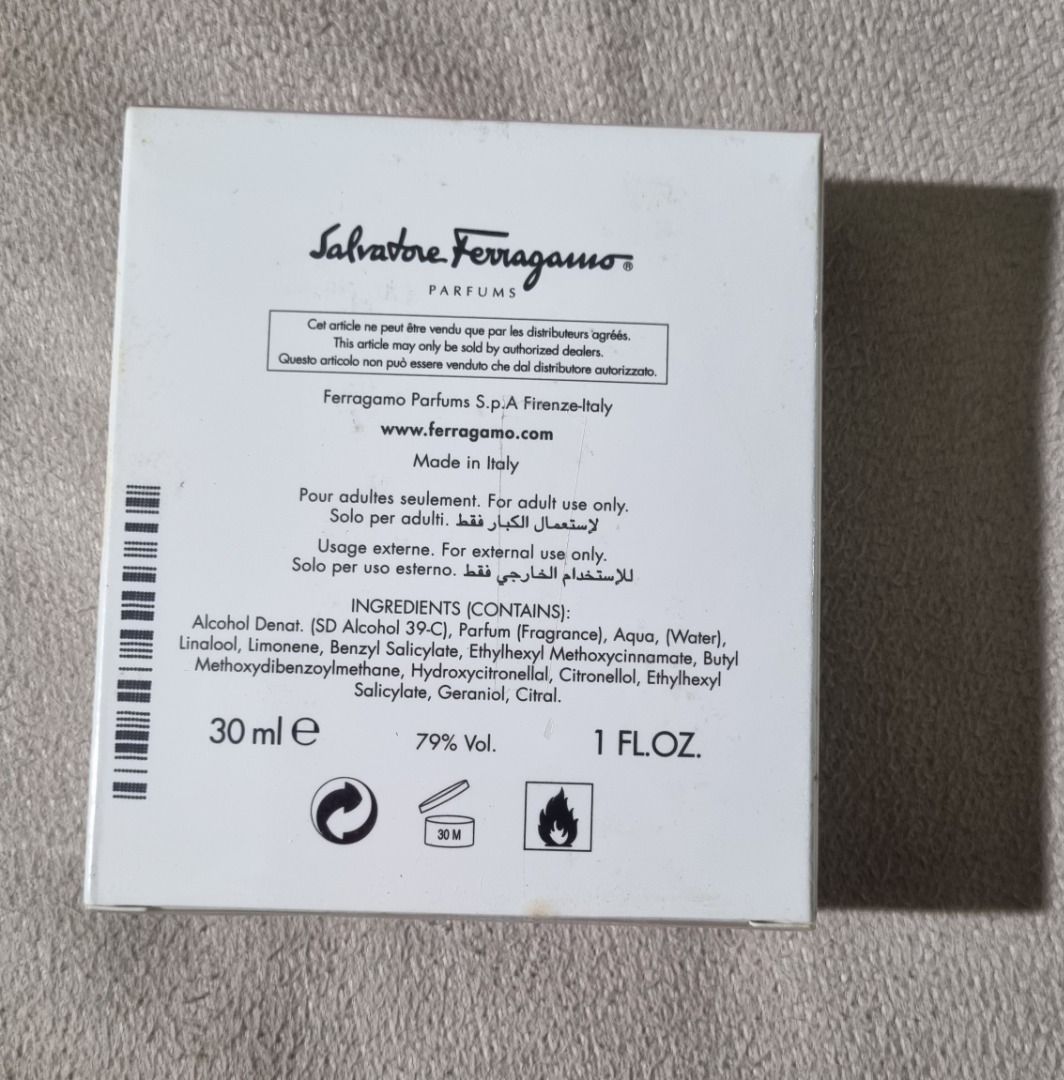 Salvatore Ferragamo®
PARFUMS
Cet article ne peut être vendu que par les distributeurs agréés.
This article may only be sold by authorized dealers.
Questo articolo non può essere venduto che dal distributore autorizzato.
Ferragamo Parfums S.p.A Firenze-Italy
www.ferragamo.com
Made in Italy
Pour adultes seulement. For adult use only.
Solo per adulti. لإستعمال الكبار فقط
Usage externe. For external use only.
Solo per uso esterno. للإستخدام الخارجي فقط
INGREDIENTS (CONTAINS):
Alcohol Denat. (SD Alcohol 39-C), Parfum (Fragrance), Aqua, (Water),
Linalool, Limonene, Benzyl Salicylate, Ethylhexyl Methoxycinnamate, Butyl
Methoxydibenzoylmethane, Hydroxycitronellal, Citronellol, Ethylhexyl
Salicylate, Geraniol, Citral.
30 ml ℮ 79% Vol. 1 FL.OZ.
30 M